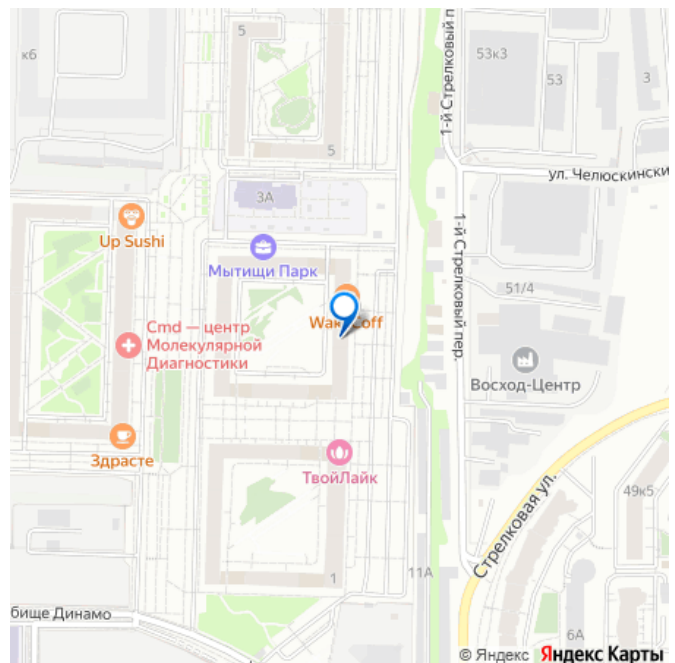 к6
5
5
53к3
53
3
1-й Стрелковый п
ул. Челюскински
3А
Up Sushi
Мытищи Парк
1-й Стрелковый пер.
51/4
Cmd — центр
Молекулярной
Диагностики
Восход-Центр
Здрасте
ТвойЛайк
49к5
Стрелковая ул.
11А
1
бище Динамо
6А
© Яндекс Яндекс Карты